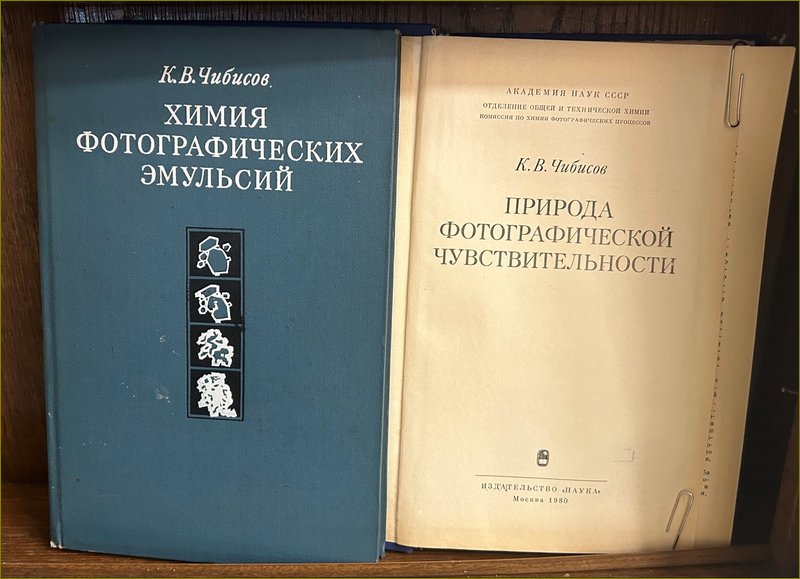 К. В. Чибисов
ХИМИЯ
ФОТОГРАФИЧЕСКИХ
ЭМУЛЬСИЙ
АКАДЕМИЯ НАУК СССР
ОТДЕЛЕНИЕ ОБЩЕЙ И ТЕХНИЧЕСКОЙ ХИМИИ
КОМИССИЯ ПО ХИМИИ ФОТОГРАФИЧЕСКИХ ПРОЦЕССОВ
К. В. Чибисов
ПРИРОДА
ФОТОГРАФИЧЕСКОЙ
ЧУВСТВИТЕЛЬНОСТИ
ИЗДАТЕЛЬСТВО «НАУКА»
Москва 1980